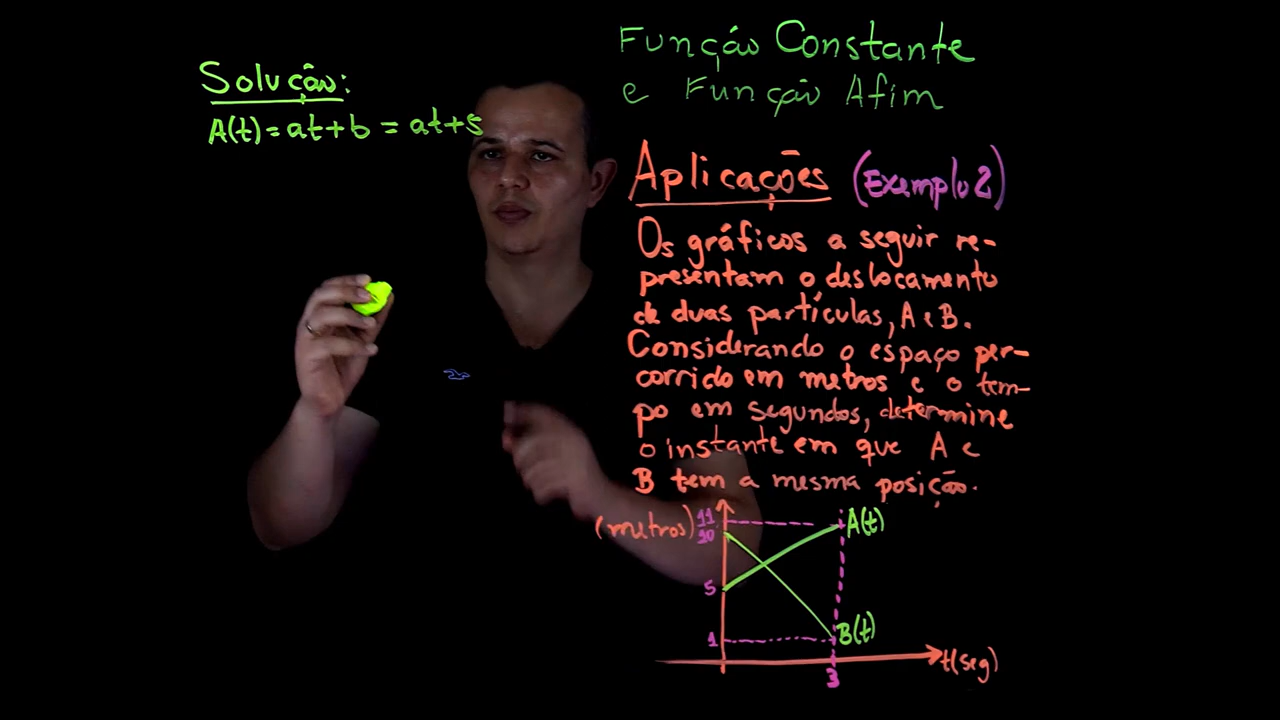 Função Constante
e Função Afim
Solução:
A(t) = at + b = at + 5
Aplicações (Exemplo 2)
Os gráficos a seguir re-
presentam o deslocamento
de duas partículas, A e B.
Considerando o espaço per-
corrido em metros e o tem-
po em segundos, determine
o instante em que A e
B tem a mesma posição.
(metros)
11
10
5
1
A(t)
B(t)
t(seg)
3